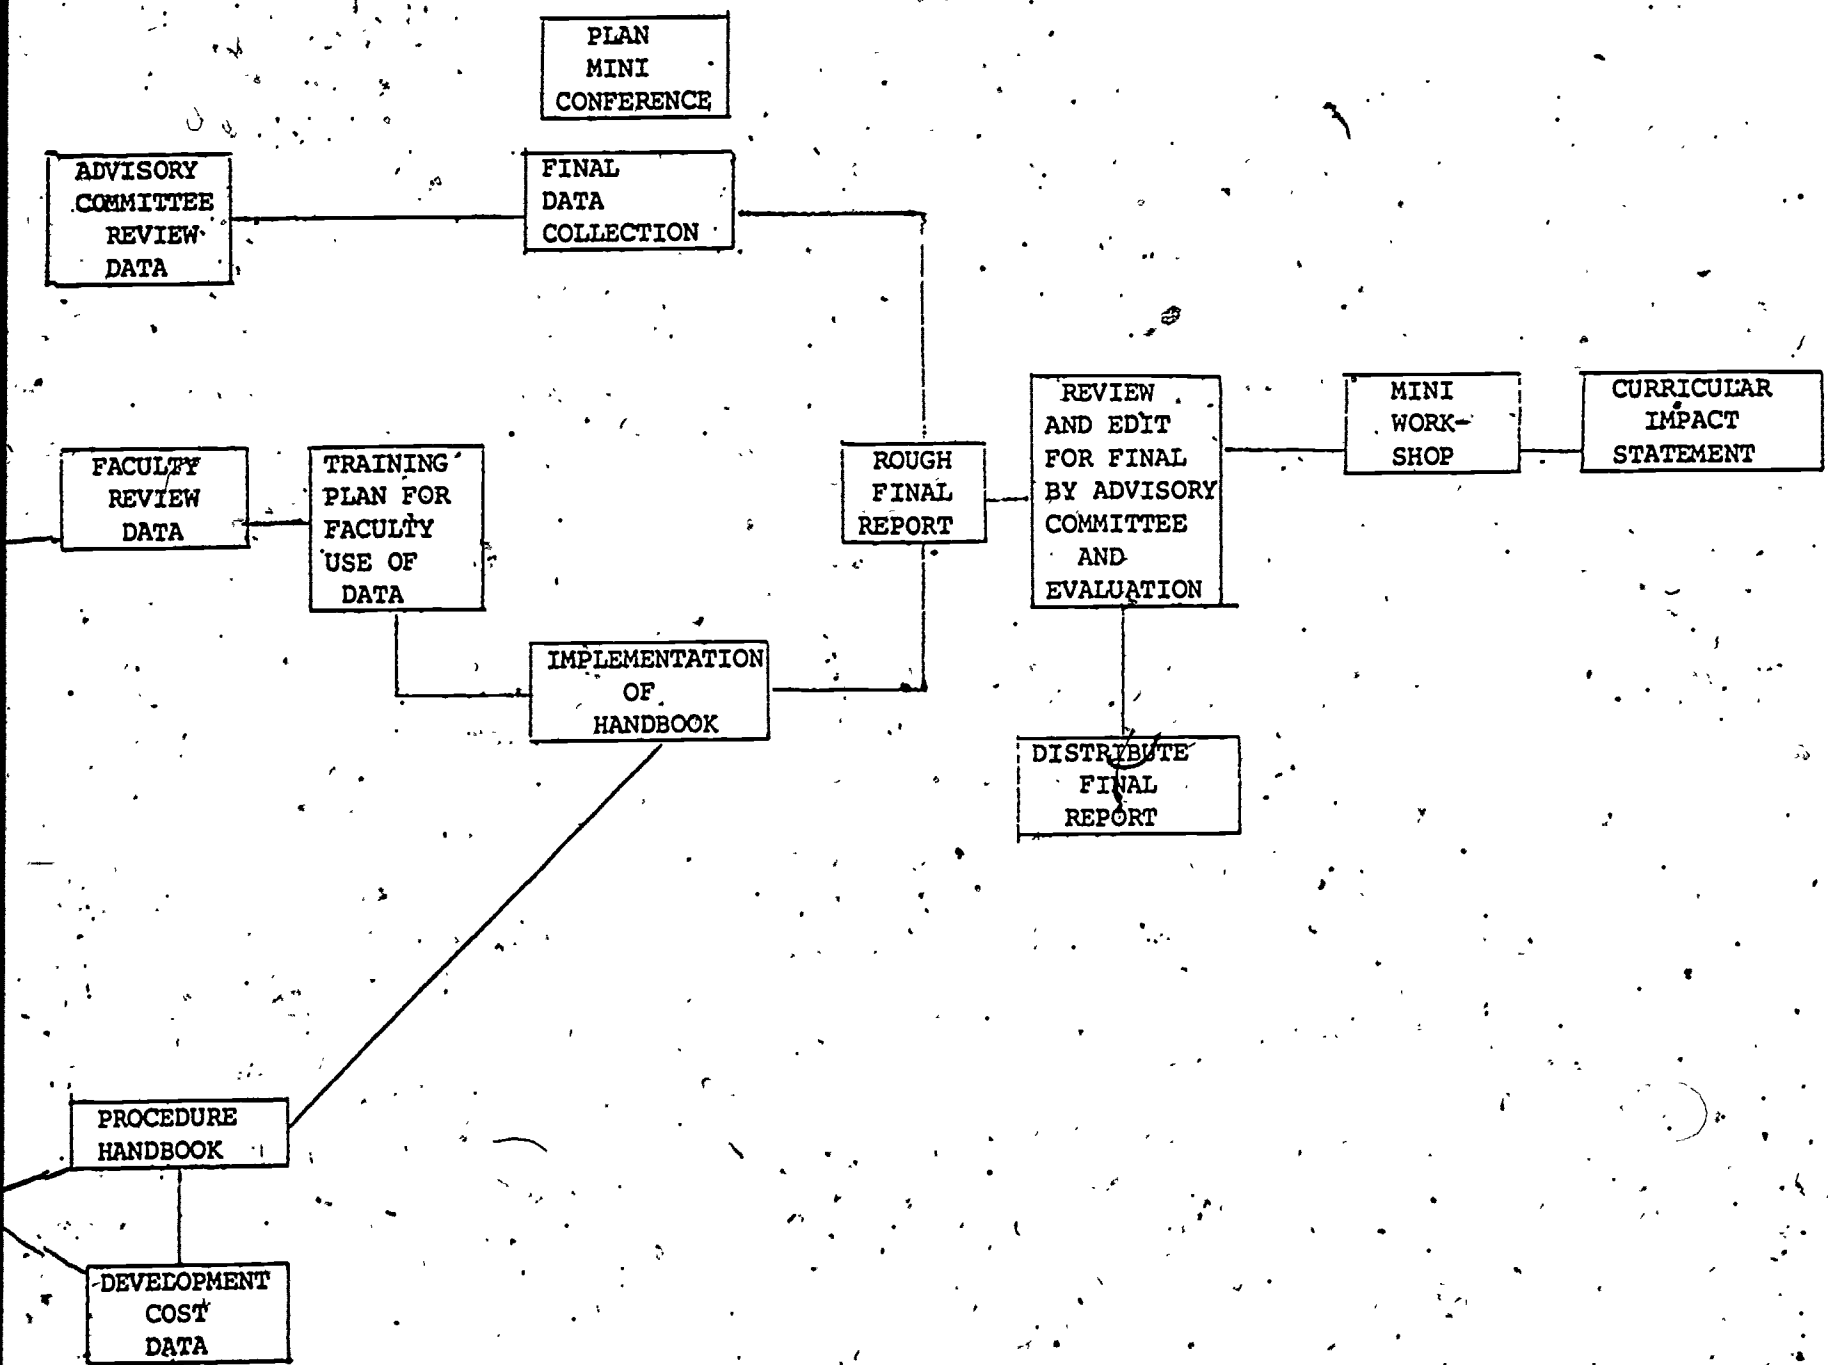 PLAN
MINI
CONFERENCE
ADVISORY
COMMITTEE
REVIEW
DATA
FINAL
DATA
COLLECTION
FACULTY
REVIEW
DATA
TRAINING
PLAN FOR
FACULTY
USE OF
DATA
IMPLEMENTATION
OF
HANDBOOK
ROUGH
FINAL
REPORT
REVIEW
AND EDIT
FOR FINAL
BY ADVISORY
COMMITTEE
AND
EVALUATION
MINI
WORK-
SHOP
CURRICULAR
IMPACT
STATEMENT
DISTRIBUTE
FINAL
REPORT
PROCEDURE
HANDBOOK
DEVELOPMENT
COST
DATA